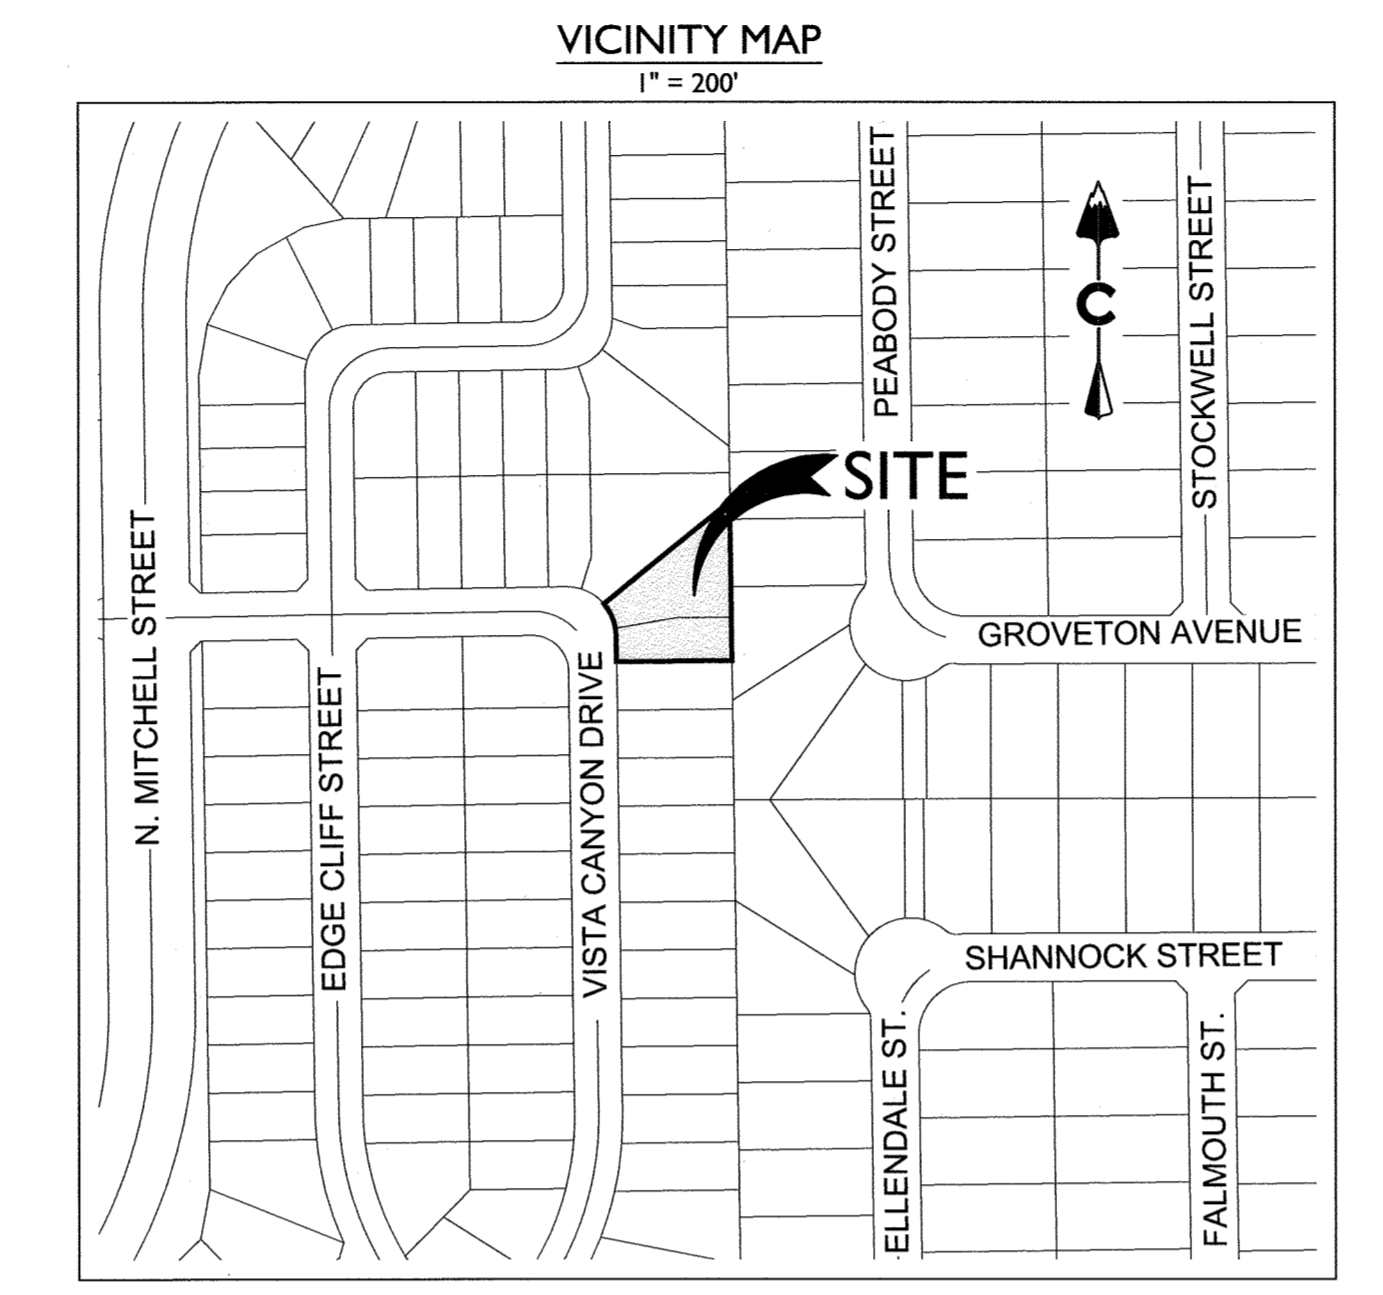 VICINITY MAP
1" = 200'
PEABODY STREET
STOCKWELL STREET
C
SITE
N. MITCHELL STREET
GROVETON AVENUE
EDGE CLIFF STREET
VISTA CANYON DRIVE
SHANNOCK STREET
ELLENDALE ST.
FALMOUTH ST.